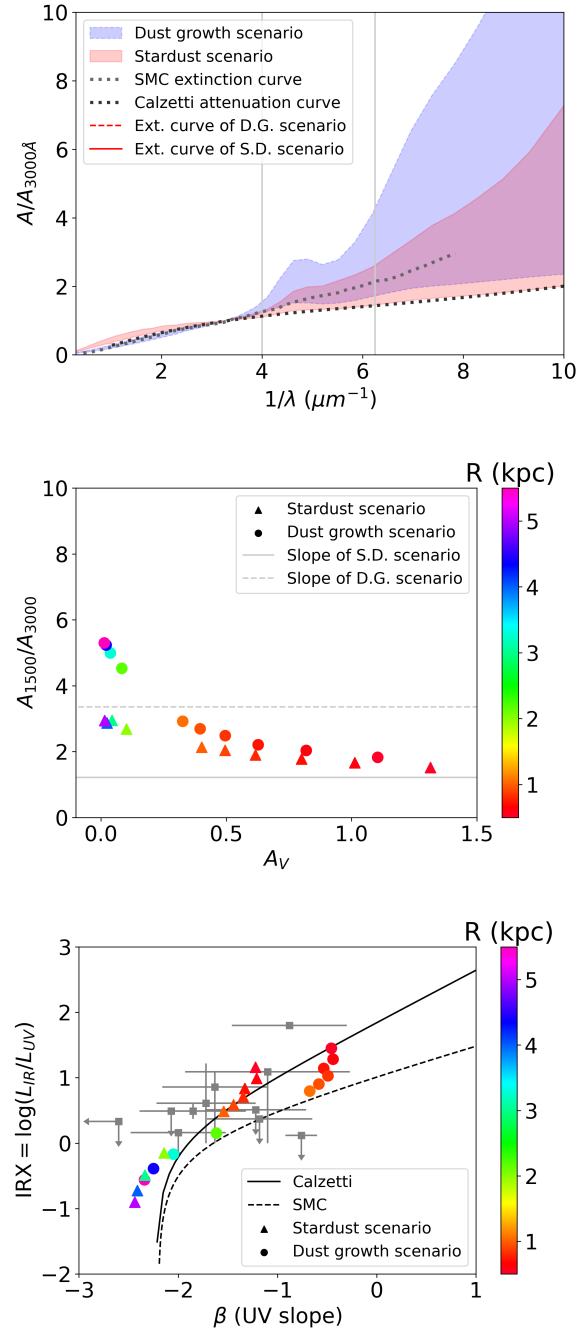 10
8
6
4
2
0
A/A3000Å
Dust growth scenario
Stardust scenario
SMC extinction curve
Calzetti attenuation curve
Ext. curve of D.G. scenario
Ext. curve of S.D. scenario
2 4 6 8 10
1/λ (μm⁻¹)
R (kpc)
10
8
6
4
2
0
A1500/A3000
Stardust scenario
Dust growth scenario
Slope of S.D. scenario
Slope of D.G. scenario
5
4
3
2
1
0.0 0.5 1.0 1.5
AV
R (kpc)
3
2
1
0
−1
−2
IRX = log(LIR/LUV)
Calzetti
SMC
Stardust scenario
Dust growth scenario
5
4
3
2
1
−3 −2 −1 0 1
β (UV slope)